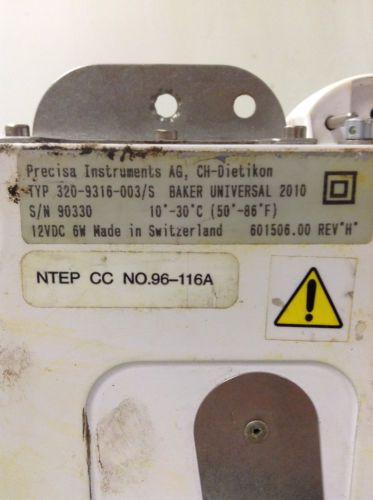 Precisa Instruments AG, CH-Dietikon
TYP 320-9316-003/S BAKER UNIVERSAL 2010
S/N 90330 10°-30°C (50°-86°F)
12VDC 6W Made in Switzerland 601506.00 REV"H"
NTEP CC NO.96-116A